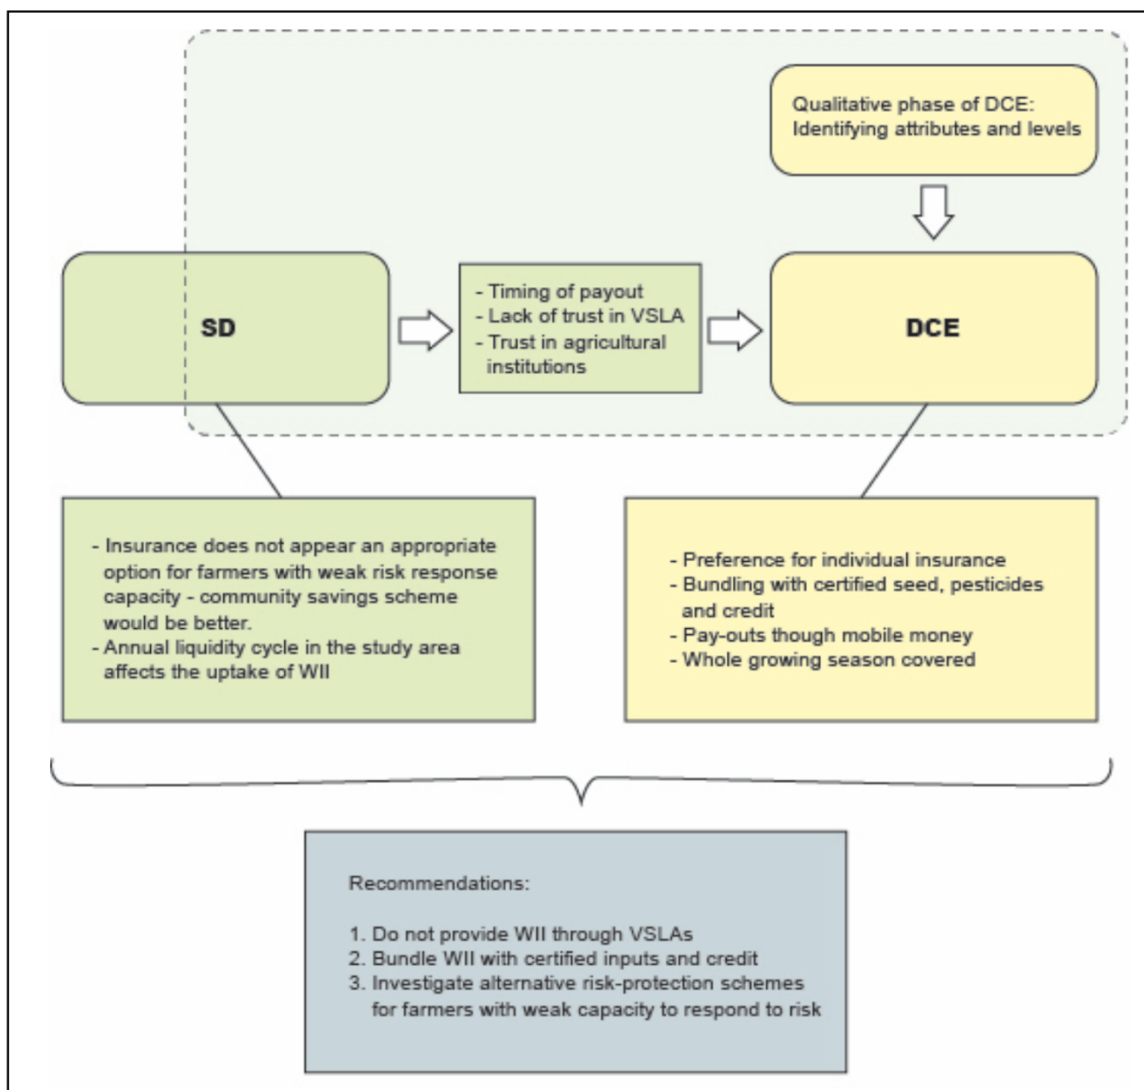 Qualitative phase of DCE:
Identifying attributes and levels
SD
- Timing of payout
- Lack of trust in VSLA
- Trust in agricultural
institutions
DCE
- Insurance does not appear an appropriate
option for farmers with weak risk response
capacity - community savings scheme
would be better.
- Annual liquidity cycle in the study area
affects the uptake of WII
- Preference for individual insurance
- Bundling with certified seed, pesticides
and credit
- Pay-outs though mobile money
- Whole growing season covered
Recommendations:
1. Do not provide WII through VSLAs
2. Bundle WII with certified inputs and credit
3. Investigate alternative risk-protection schemes
for farmers with weak capacity to respond to risk